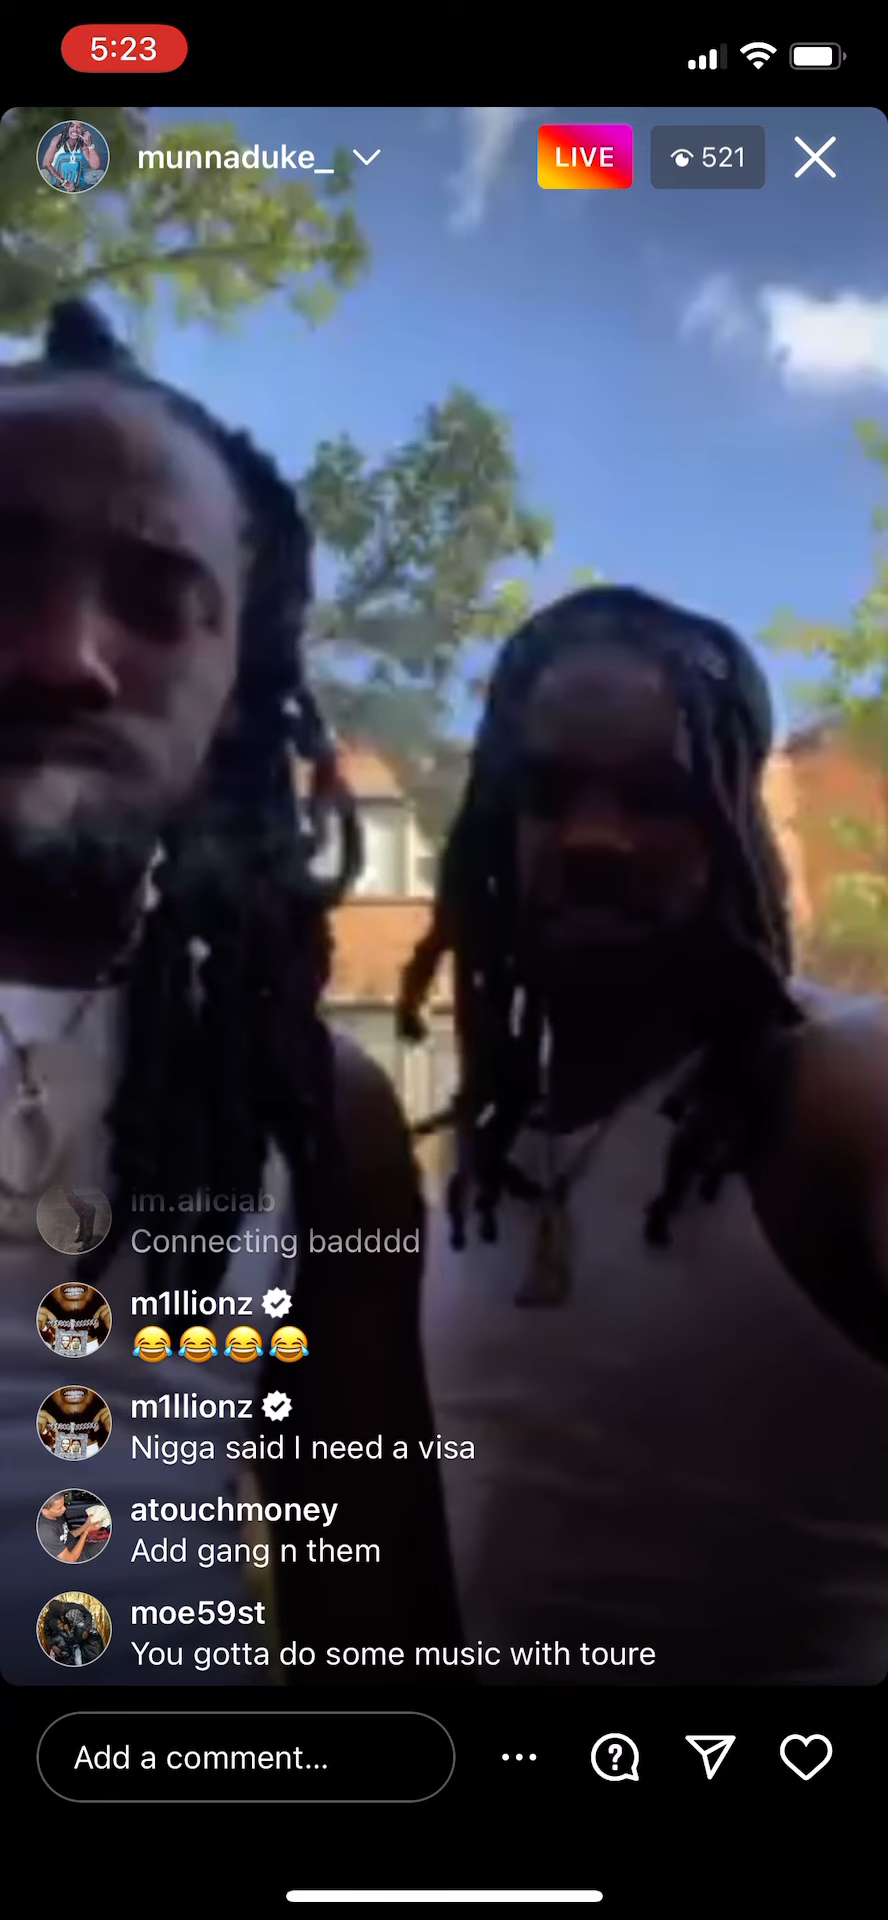 5:23
munnaduke_
LIVE
521
im.aliciab
Connecting badddd
m1llionz
😂😂😂😂
m1llionz
Nigga said I need a visa
atouchmoney
Add gang n them
moe59st
You gotta do some music with toure
Add a comment...